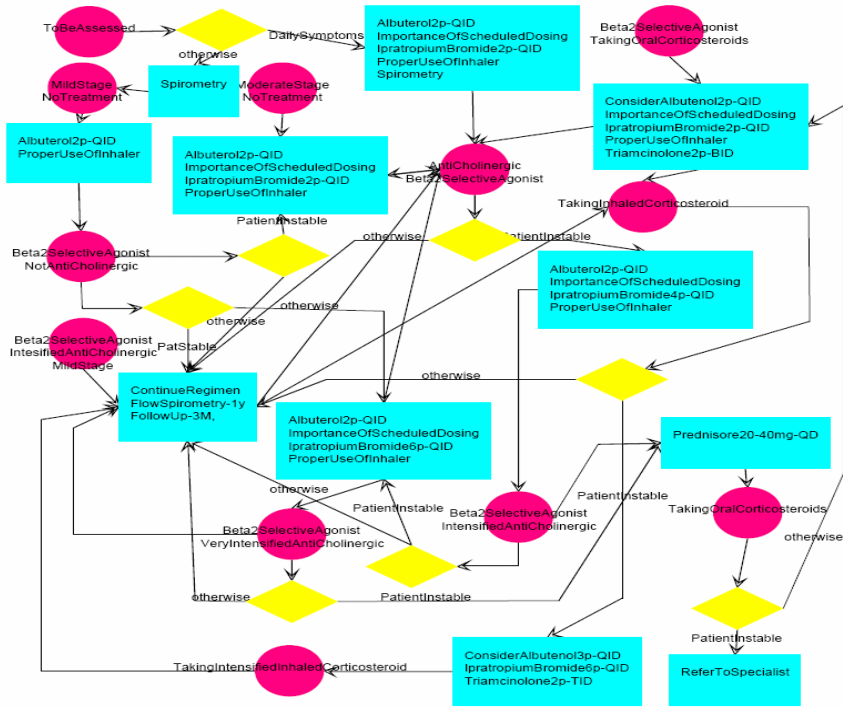 ToBeAssessed
otherwise
DailySymptoms
Albuterol2p-QID
ImportanceOfScheduledDosing
IpratropiumBromide2p-QID
ProperUseOfInhaler
Spirometry
Beta2SelectiveAgonist
TakingOralCorticosteroids
MildStage
NoTreatment
Spirometry
ModerateStage
NoTreatment
ConsiderAlbutenol2p-QID
ImportanceOfScheduledDosing
IpratropiumBromide2p-QID
ProperUseOfInhaler
Triamcinolone2p-BID
Albuterol2p-QID
ProperUseOfInhaler
Albuterol2p-QID
ImportanceOfScheduledDosing
IpratropiumBromide2p-QID
ProperUseOfInhaler
AntiCholinergic
Beta2SelectiveAgonist
TakingInhaledCorticosteroid
PatientInstable
otherwise
PatientInstable
Beta2SelectiveAgonist
NotAntiCholinergic
Albuterol2p-QID
ImportanceOfScheduledDosing
IpratropiumBromide4p-QID
ProperUseOfInhaler
otherwise
otherwise
PatStable
Beta2SelectiveAgonist
IntesifiedAntiCholinergic
MildStage
otherwise
ContinueRegimen
FlowSpirometry-1y
FollowUp-3M,
Albuterol2p-QID
ImportanceOfScheduledDosing
IpratropiumBromide6p-QID
ProperUseOfInhaler
Prednisore20-40mg-QD
otherwise
PatientInstable
PatientInstable
Beta2SelectiveAgonist
VeryIntensifiedAntiCholinergic
Beta2SelectiveAgonist
IntensifiedAntiCholinergic
TakingOralCorticosteroids
otherwise
otherwise
PatientInstable
PatientInstable
TakingIntensifiedInhaledCorticosteroid
ConsiderAlbutenol3p-QID
IpratropiumBromide6p-QID
Triamcinolone2p-TID
ReferToSpecialist